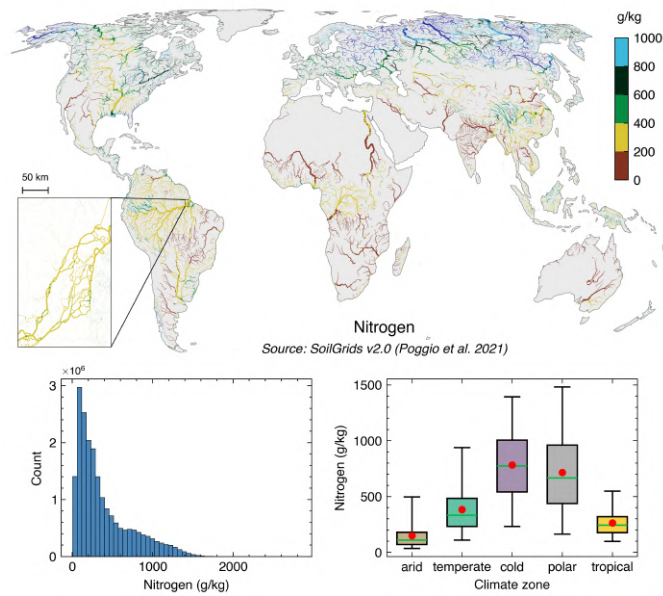 g/kg
1000
800
600
400
200
0
50 km
Nitrogen
Source: SoilGrids v2.0 (Poggio et al. 2021)
×10⁶
3
2
1
0
Count
0 1000 2000
Nitrogen (g/kg)
1500
1000
500
0
Nitrogen (g/kg)
arid temperate cold polar tropical
Climate zone